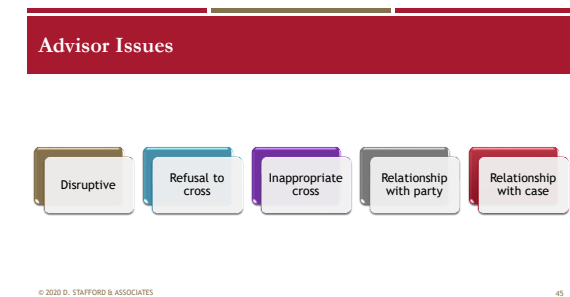 Advisor Issues
Disruptive
Refusal to
cross
Inappropriate
cross
Relationship
with party
Relationship
with case
© 2020 D. STAFFORD & ASSOCIATES
45